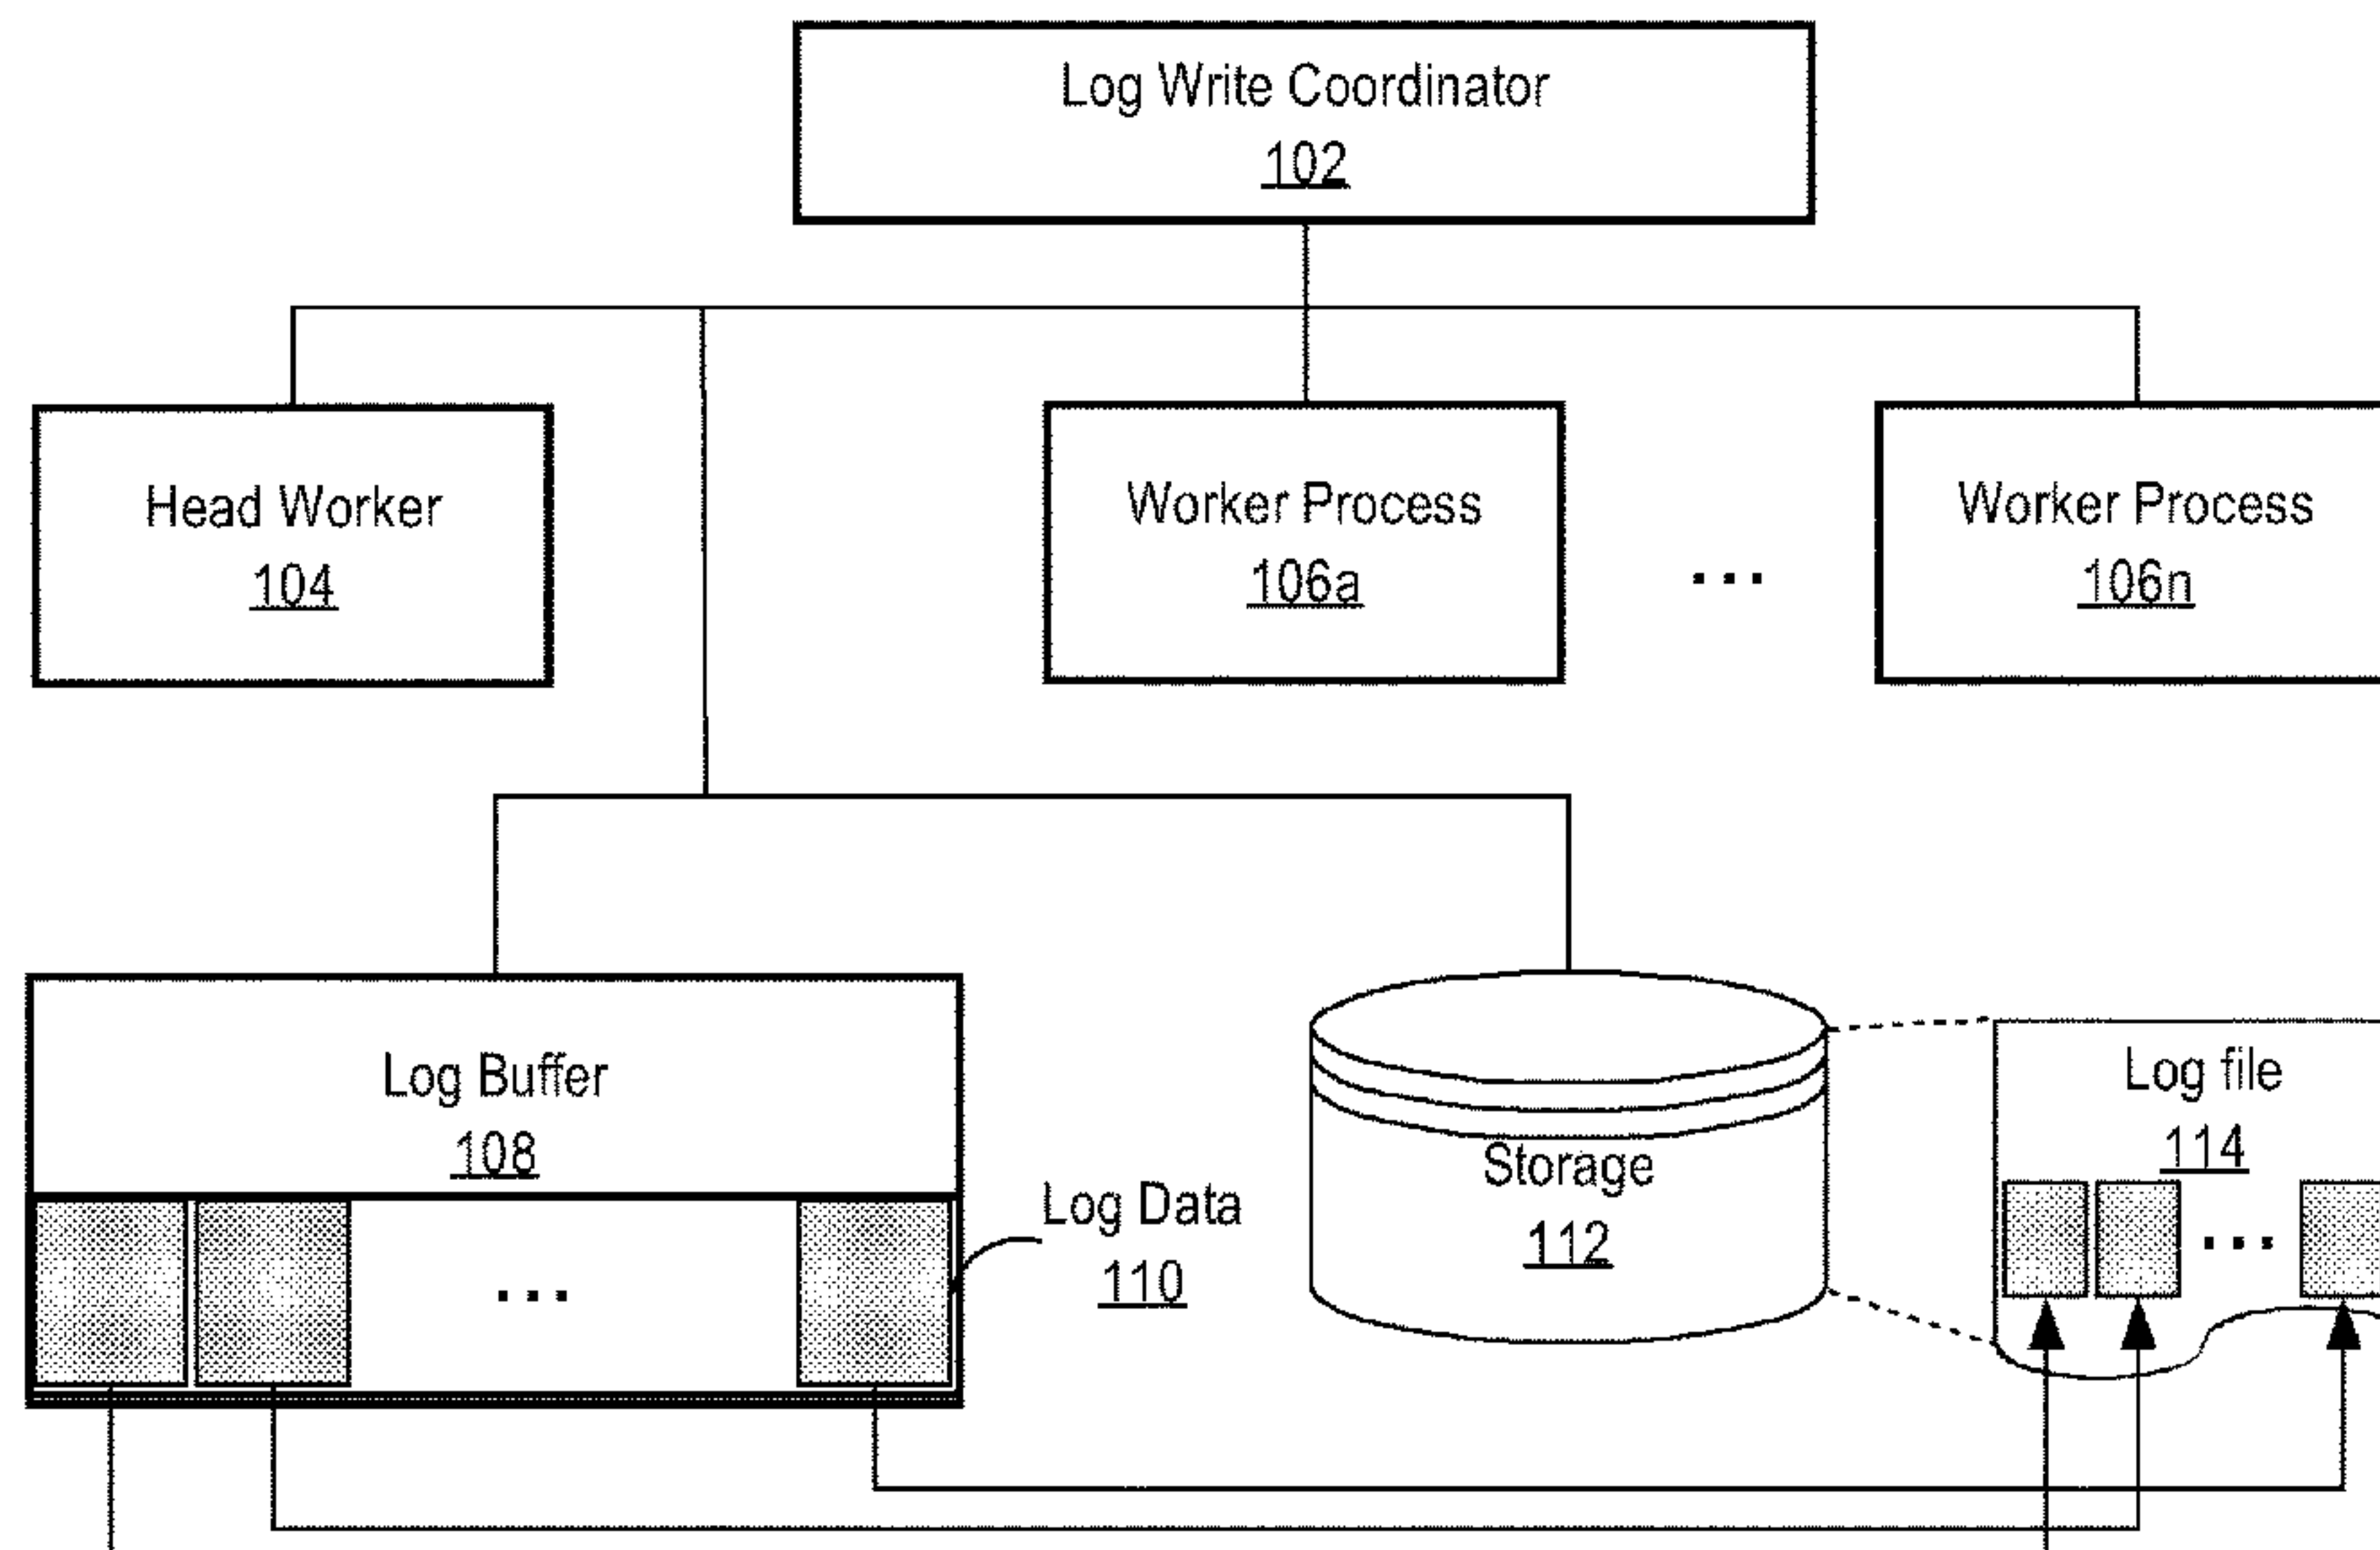 Log Write Coordinator
102
Head Worker
104
Worker Process
106a
...
Worker Process
106n
Log Buffer
108
...
Log Data
110
Storage
112
Log file
114
...